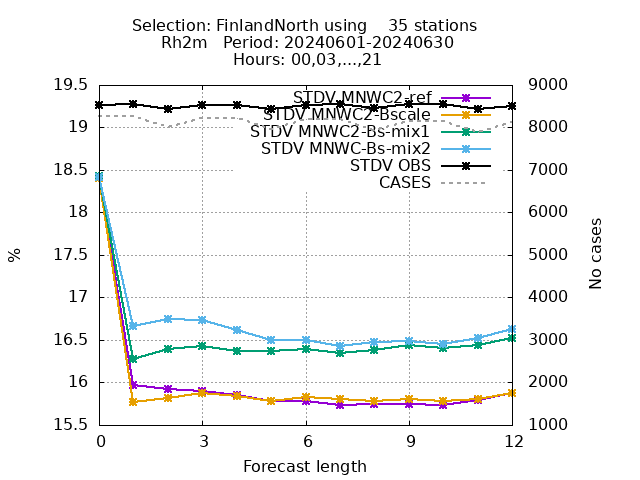 Selection: FinlandNorth using    35 stations
Rh2m   Period: 20240601-20240630
Hours: 00,03,...,21
STDV MNWC2-ref
STDV MNWC2-Bscale
STDV MNWC2-Bs-mix1
STDV MNWC-Bs-mix2
STDV OBS
CASES
19.5
19
18.5
18
17.5
17
16.5
16
15.5
%
9000
8000
7000
6000
5000
4000
3000
2000
1000
No cases
0 3 6 9 12
Forecast length